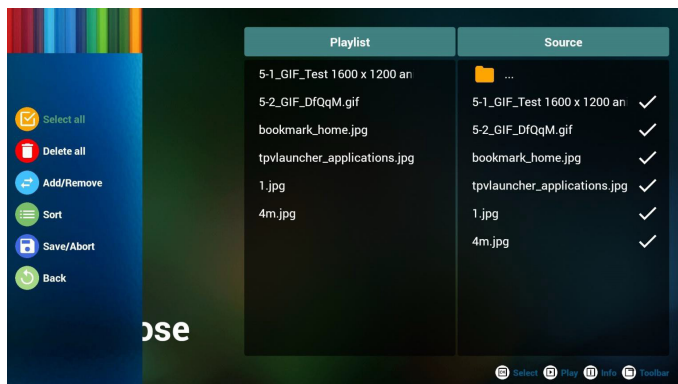 Select all
Delete all
Add/Remove
Sort
Save/Abort
Back
ose
Playlist
5-1_GIF_Test 1600 x 1200 an
5-2_GIF_DfQqM.gif
bookmark_home.jpg
tpvlauncher_applications.jpg
1.jpg
4m.jpg
Source
...
5-1_GIF_Test 1600 x 1200 an
5-2_GIF_DfQqM.gif
bookmark_home.jpg
tpvlauncher_applications.jpg
1.jpg
4m.jpg
Select Play Info Toolbar